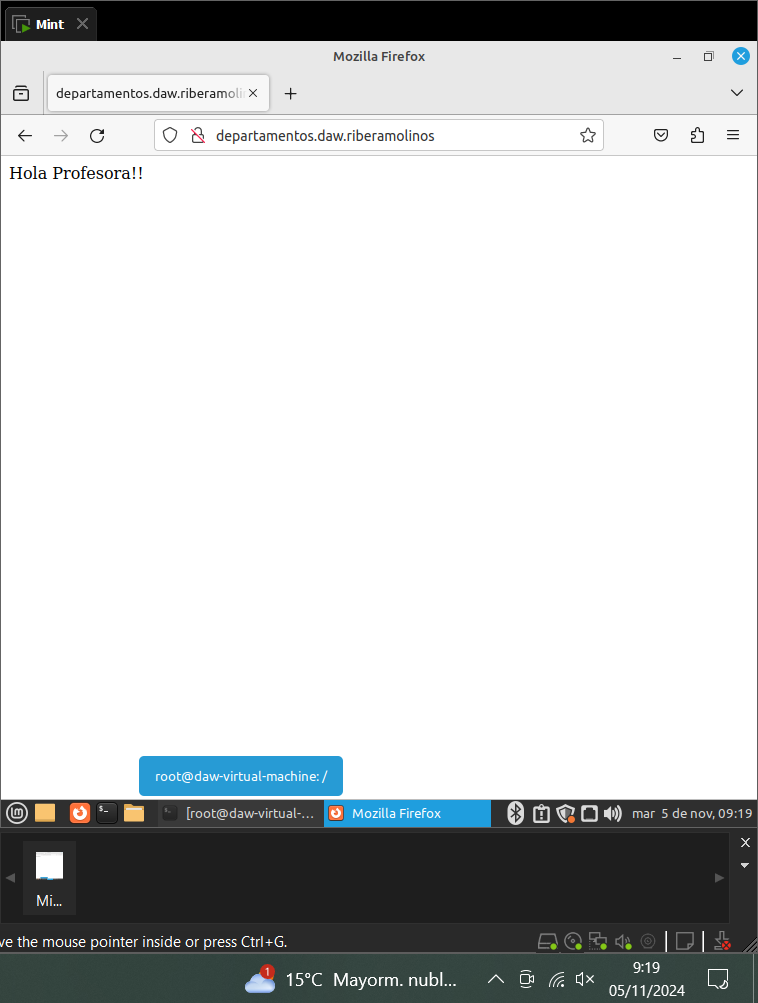 Mint
Mozilla Firefox
departamentos.daw.riberamolin
departamentos.daw.riberamolinos
Hola Profesora!!
root@daw-virtual-machine: /
[root@daw-virtual-...
Mozilla Firefox
mar 5 de nov, 09:19
Mi...
ve the mouse pointer inside or press Ctrl+G.
1
15°C Mayorm. nubl...
9:19
05/11/2024